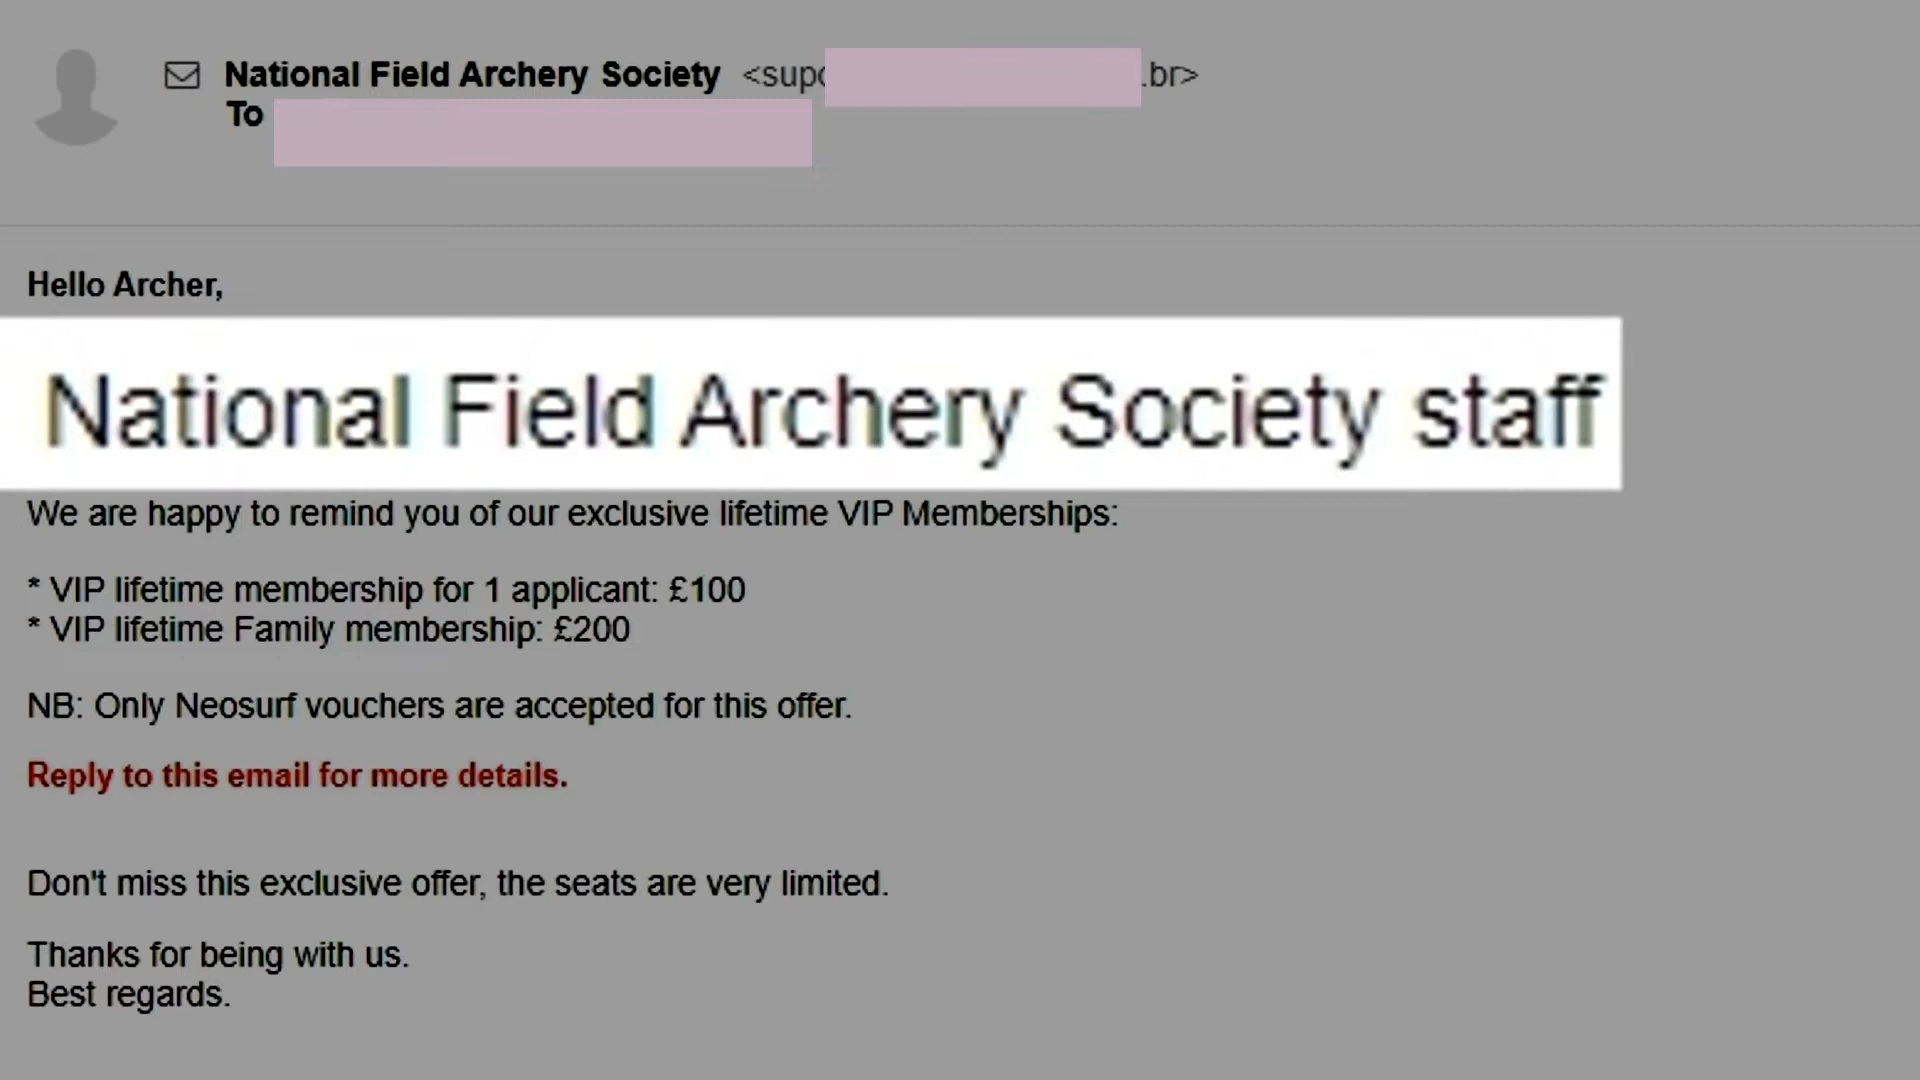 National Field Archery Society <sup .br>
To
Hello Archer,
National Field Archery Society staff
We are happy to remind you of our exclusive lifetime VIP Memberships:
* VIP lifetime membership for 1 applicant: £100
* VIP lifetime Family membership: £200
NB: Only Neosurf vouchers are accepted for this offer.
Reply to this email for more details.
Don't miss this exclusive offer, the seats are very limited.
Thanks for being with us.
Best regards.